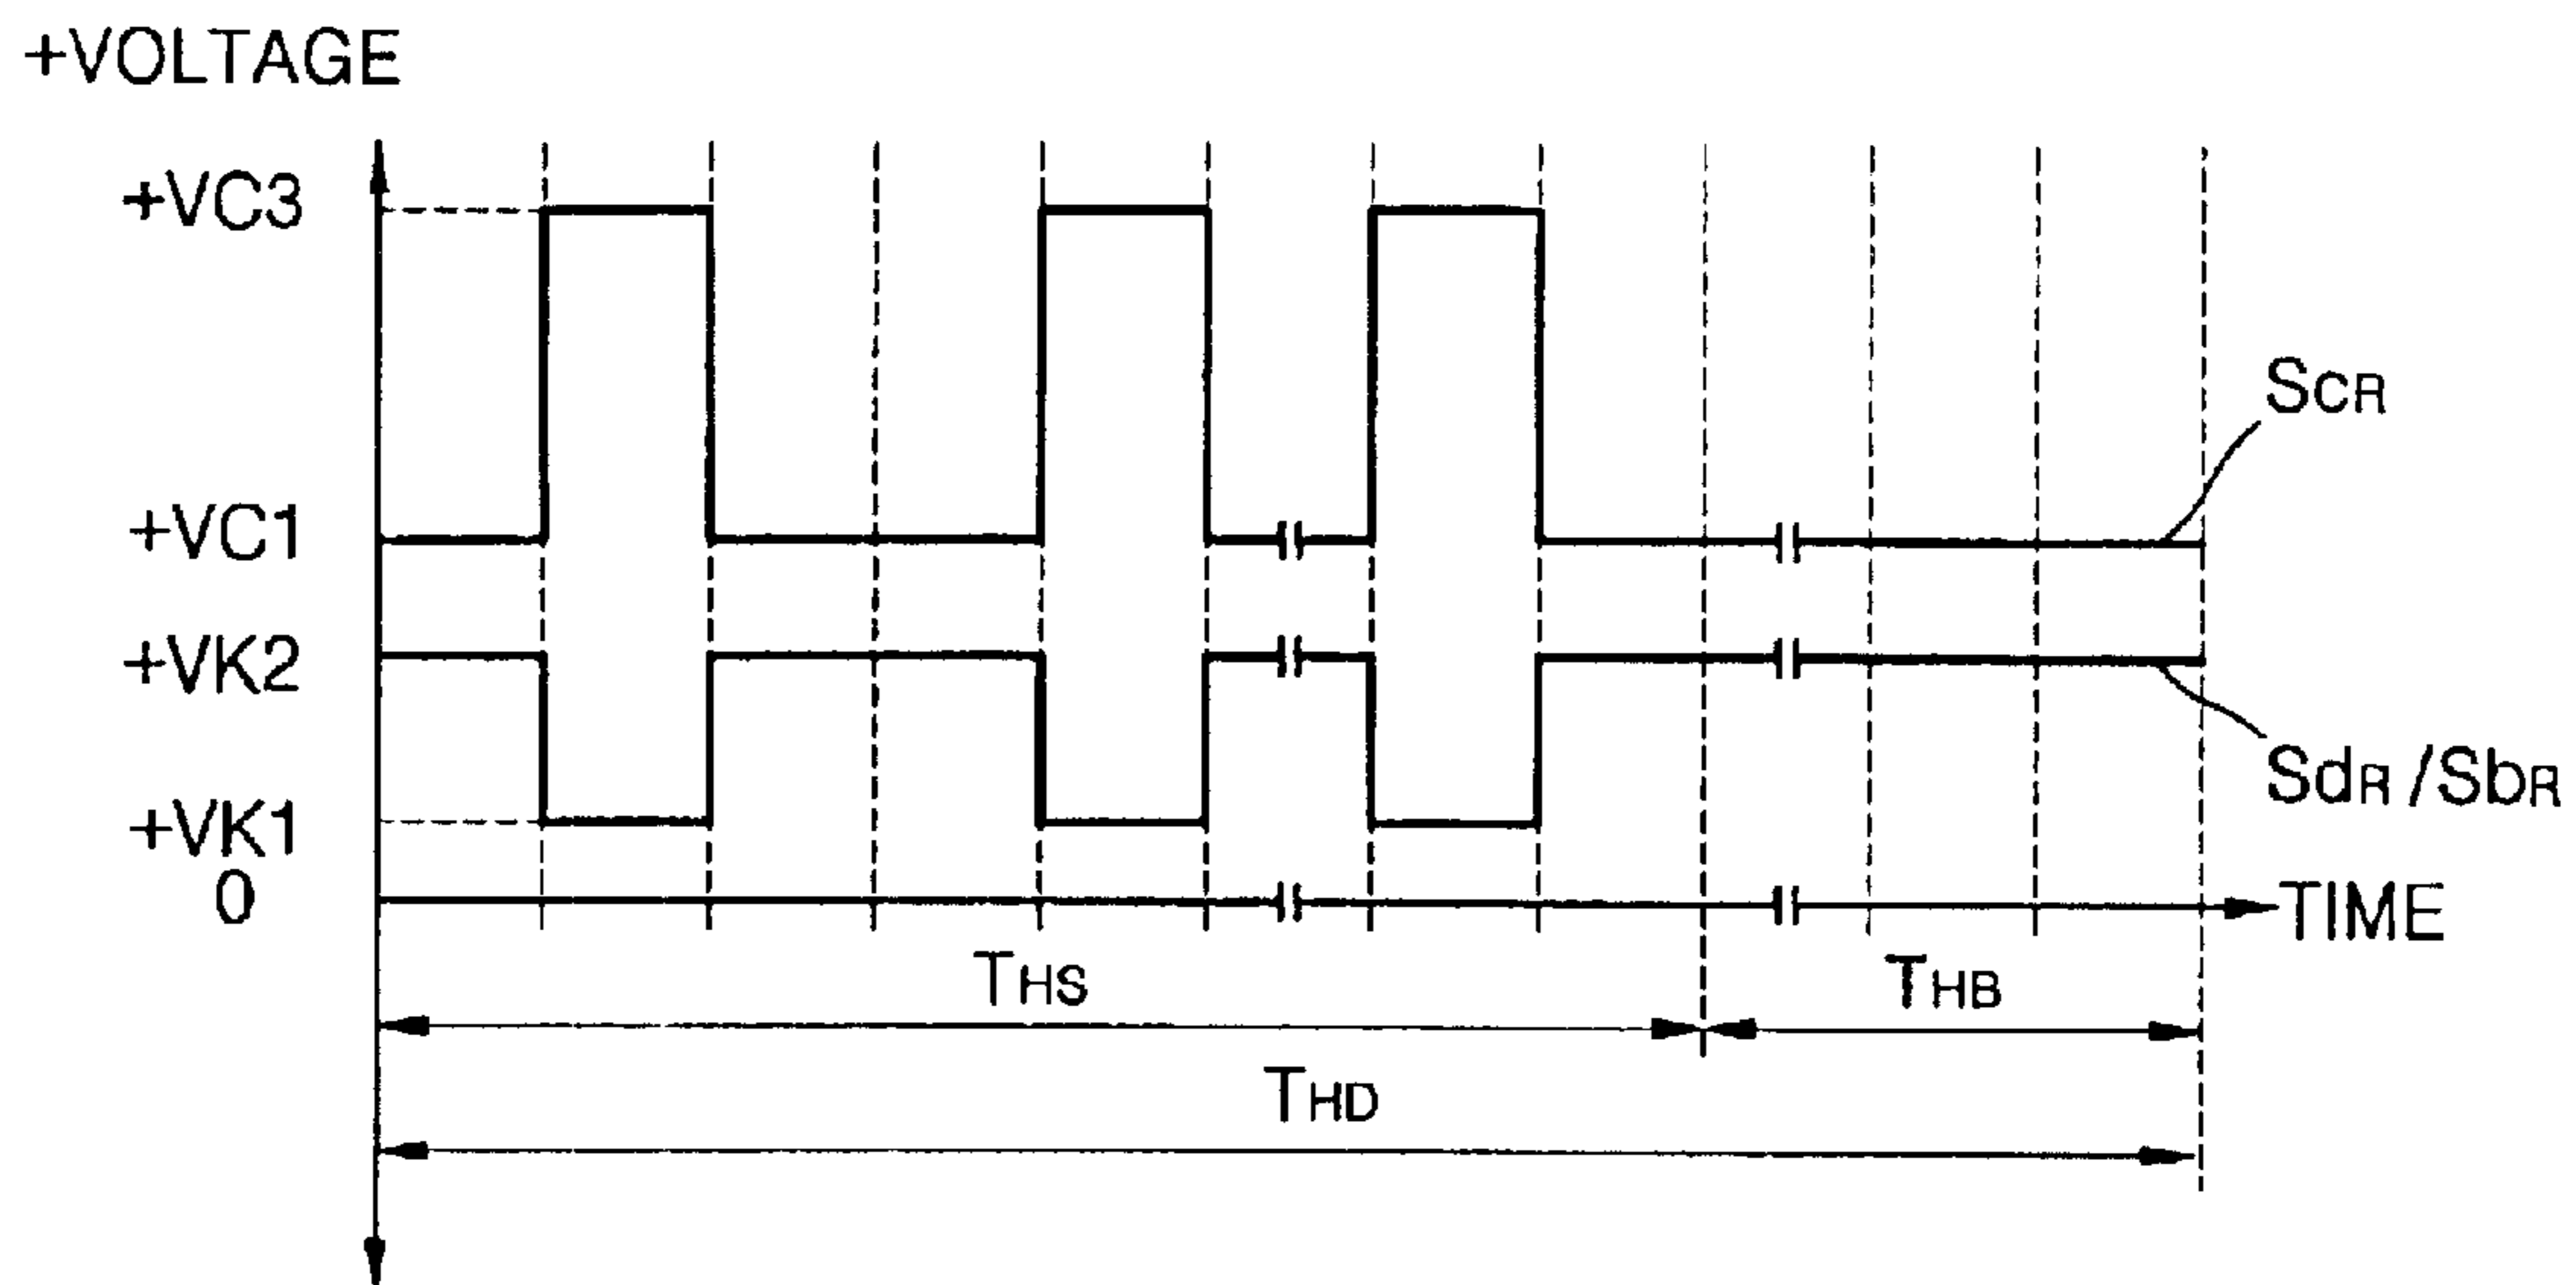 +VOLTAGE
+VC3
+VC1
+VK2
+VK1
0
ScR
SdR /SbR
TIME
THS
THB
THD